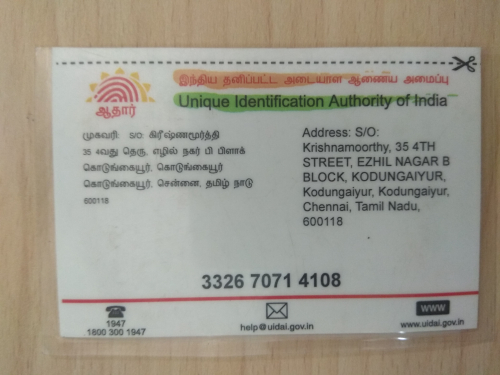 இந்திய தனிப்பட்ட அடையாள ஆணைய அமைப்பு
Unique Identification Authority of India
ஆதார்
முகவரி: S/O: கிரீஷ்ணமூர்த்தி
35 4வது தெரு, எழில் நகர் பி பிளாக்
கொடுங்கையூர், கொடுங்கையூர்
கொடுங்கையூர், சென்னை, தமிழ் நாடு
600118
Address: S/O:
Krishnamoorthy, 35 4TH
STREET, EZHIL NAGAR B
BLOCK, KODUNGAIYUR,
Kodungaiyur, Kodungaiyur,
Chennai, Tamil Nadu,
600118
3326 7071 4108
1947
1800 300 1947
help@uidai.gov.in
WWW
www.uidai.gov.in